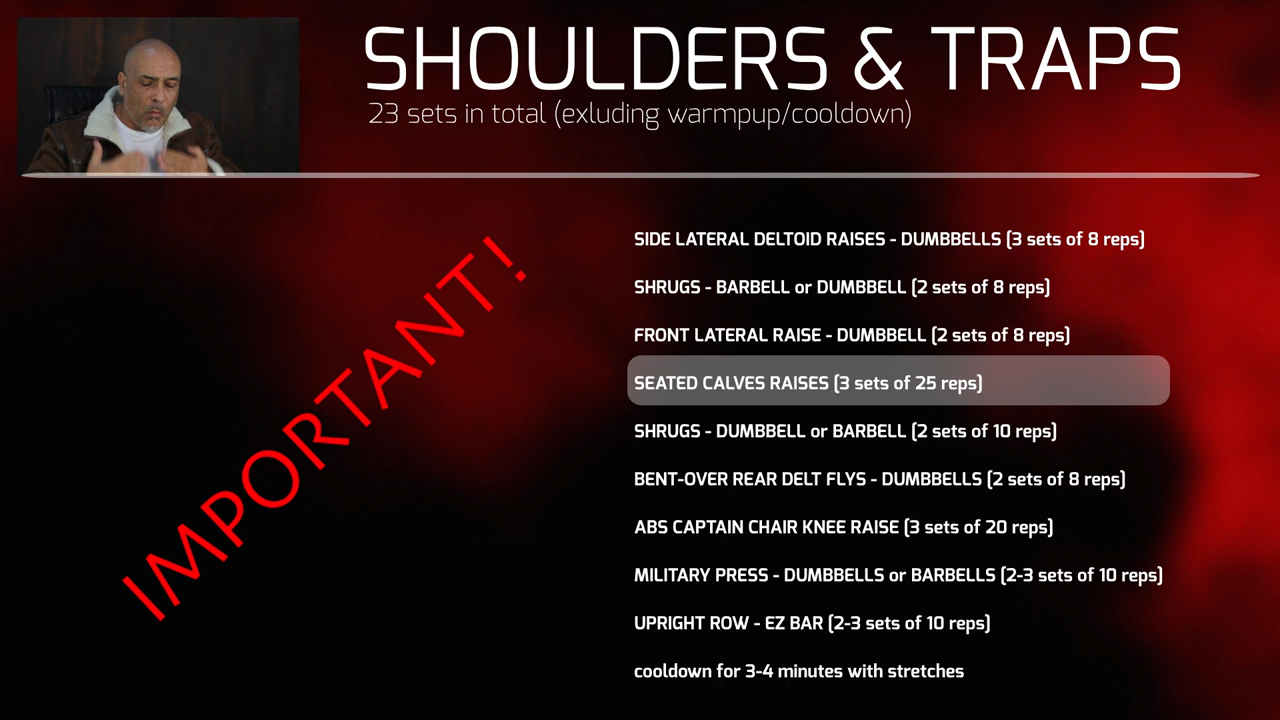 SHOULDERS & TRAPS
23 sets in total (exluding warmpup/cooldown)
IMPORTANT!
SIDE LATERAL DELTOID RAISES - DUMBBELLS [3 sets of 8 reps]
SHRUGS - BARBELL or DUMBBELL [2 sets of 8 reps]
FRONT LATERAL RAISE - DUMBBELL [2 sets of 8 reps]
SEATED CALVES RAISES [3 sets of 25 reps]
SHRUGS - DUMBBELL or BARBELL [2 sets of 10 reps]
BENT-OVER REAR DELT FLYS - DUMBBELLS [2 sets of 8 reps]
ABS CAPTAIN CHAIR KNEE RAISE [3 sets of 20 reps]
MILITARY PRESS - DUMBBELLS or BARBELLS [2-3 sets of 10 reps]
UPRIGHT ROW - EZ BAR [2-3 sets of 10 reps]
cooldown for 3-4 minutes with stretches